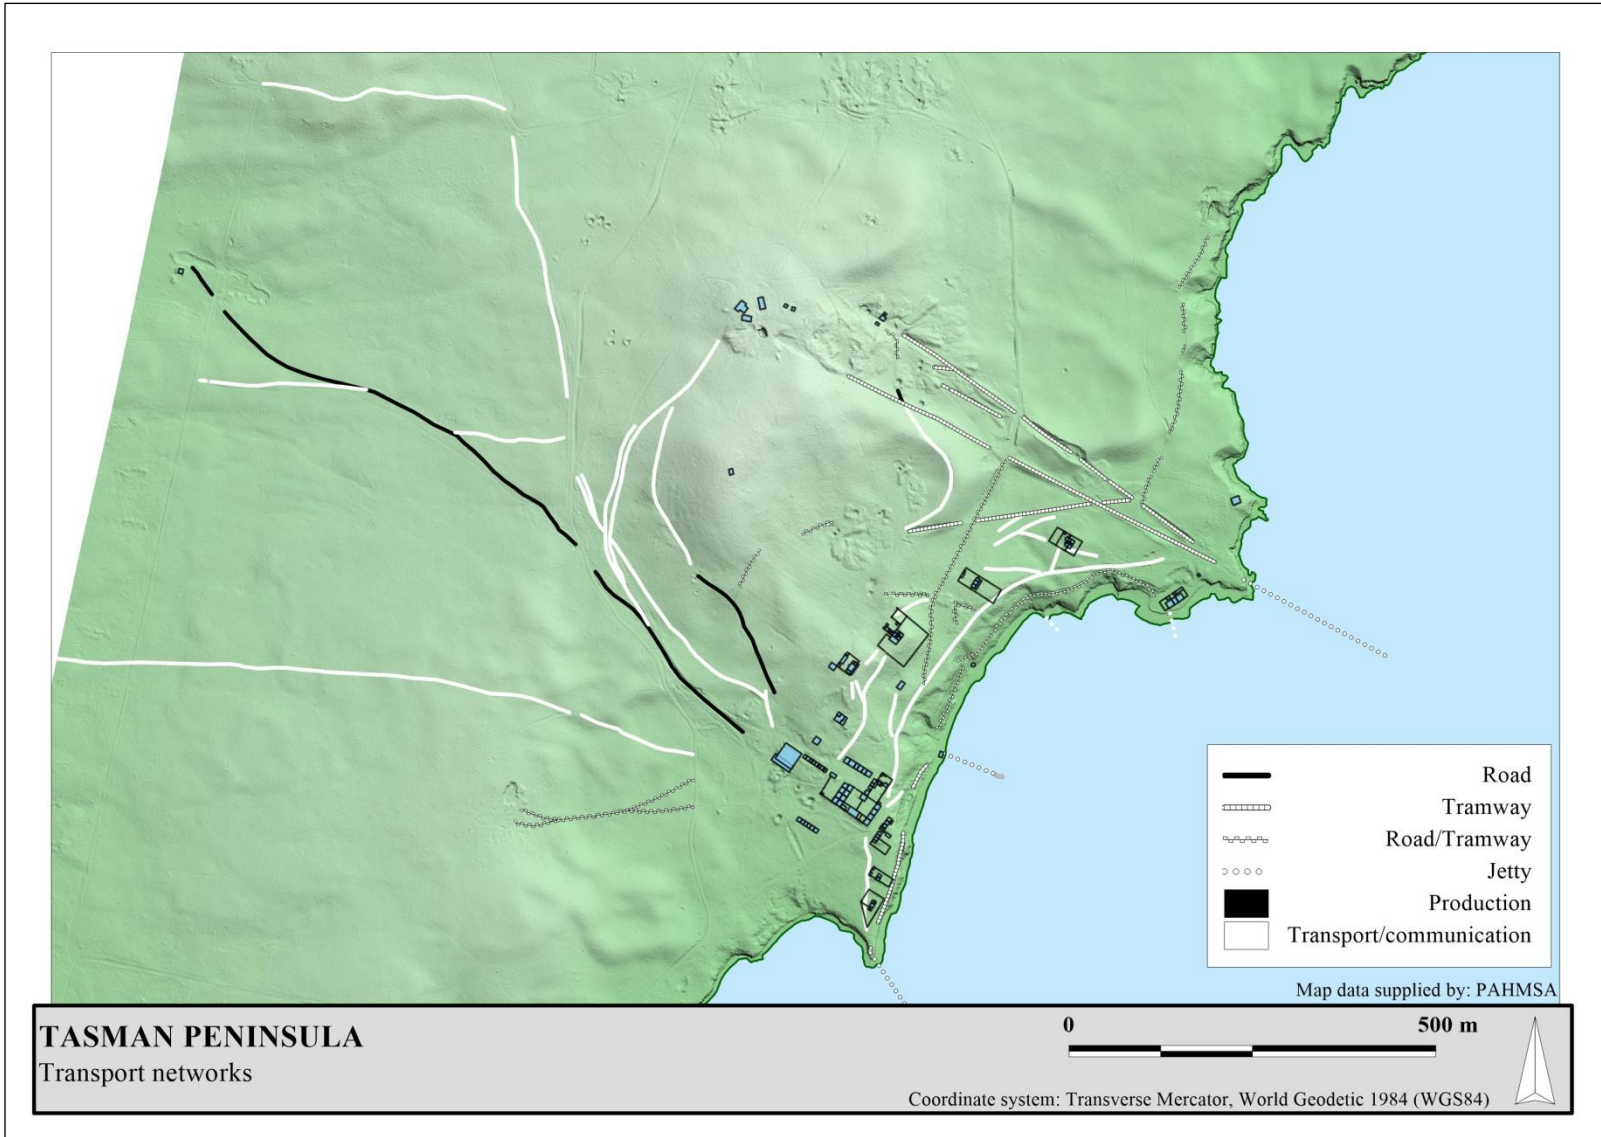 Road
Tramway
Road/Tramway
Jetty
Production
Transport/communication
Map data supplied by: PAHMSA
TASMAN PENINSULA
Transport networks
0 500 m
Coordinate system: Transverse Mercator, World Geodetic 1984 (WGS84)